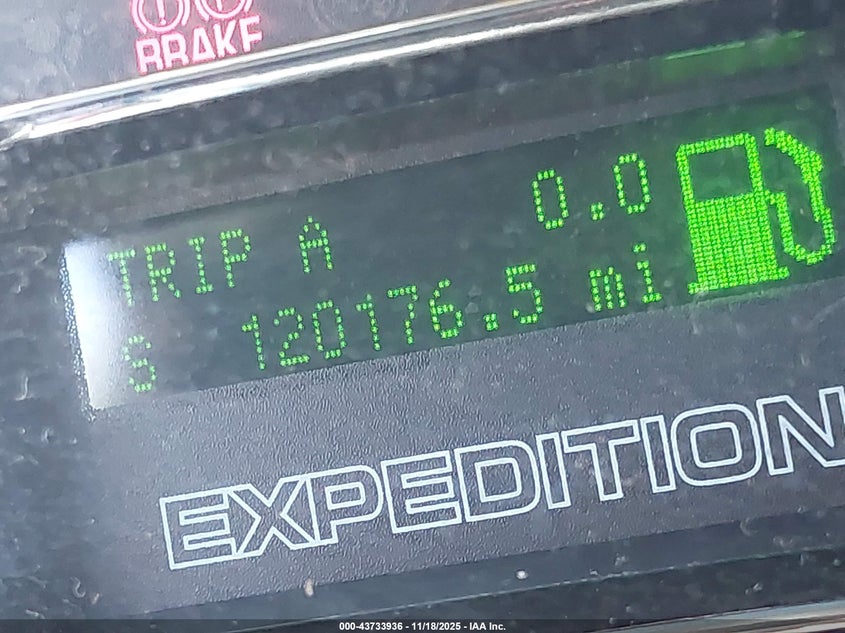 BRAKE
TRIP A 0.0
S 120176.5 mi
EXPEDITION
000-43733936 - 11/18/2025 - IAA Inc.